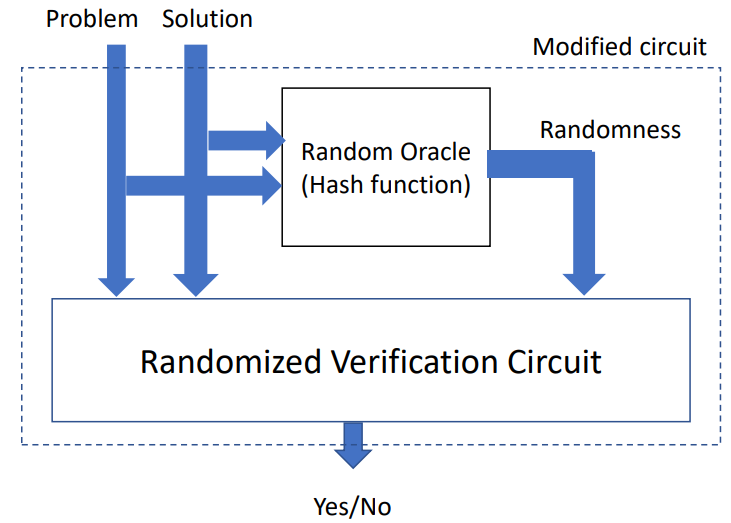 Problem
Solution
Modified circuit
Random Oracle
(Hash function)
Randomness
Randomized Verification Circuit
Yes/No